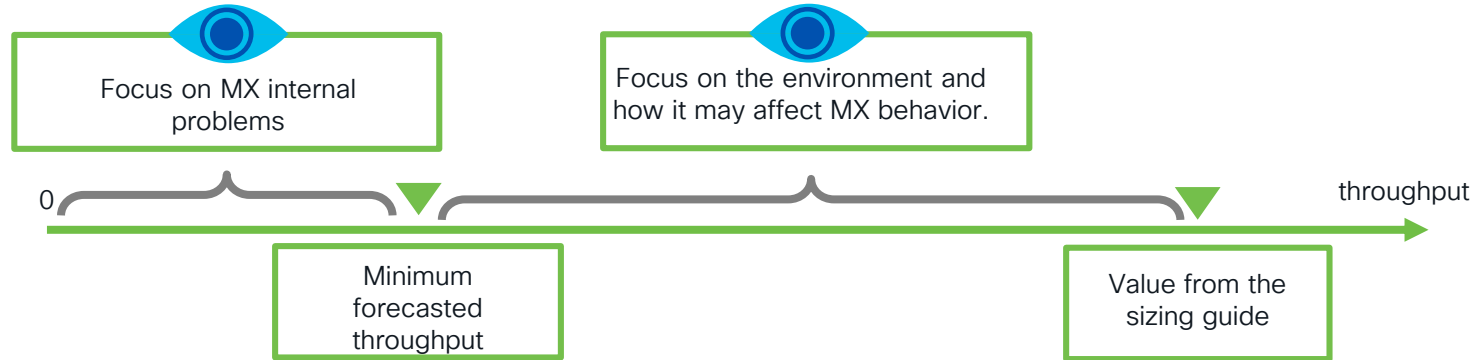 Focus on MX internal
problems
Focus on the environment and
how it may affect MX behavior.
0
throughput
Minimum
forecasted
throughput
Value from the
sizing guide